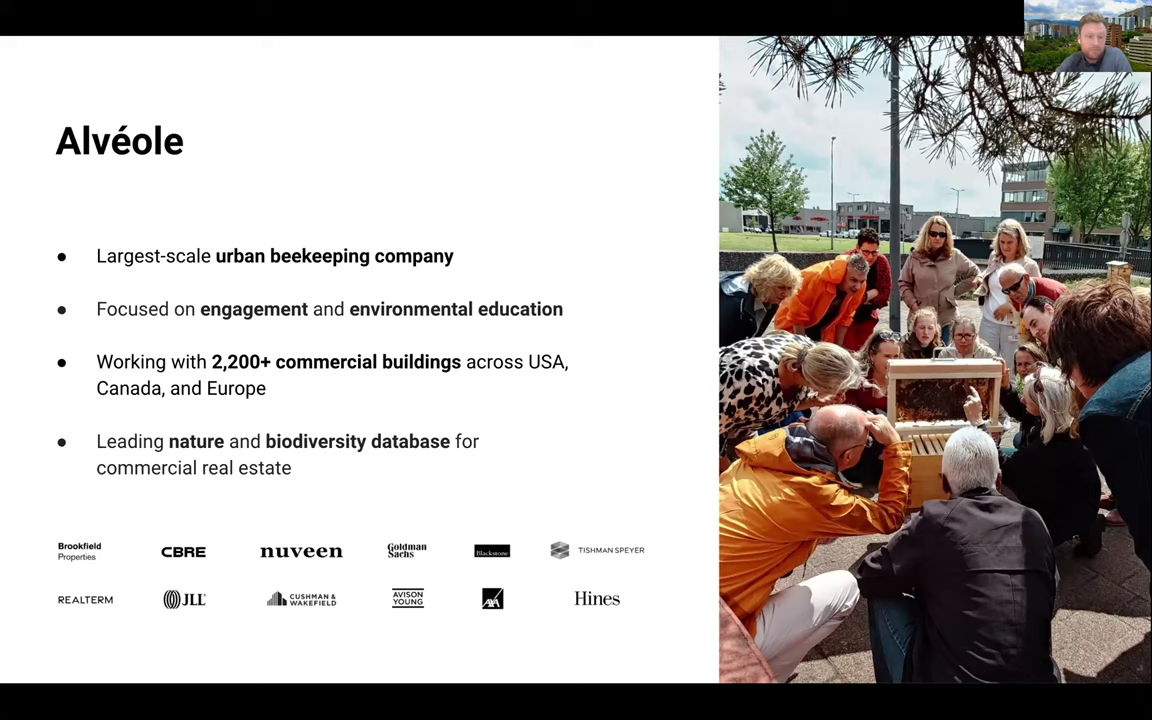 Alvéole
● Largest-scale urban beekeeping company
● Focused on engagement and environmental education
● Working with 2,200+ commercial buildings across USA,
Canada, and Europe
● Leading nature and biodiversity database for
commercial real estate
Brookfield
Properties
CBRE
nuveen
Goldman
Sachs
Blackstone
TISHMAN SPEYER
REALTERM
JLL
CUSHMAN &
WAKEFIELD
AVISON
YOUNG
AXA
Hines